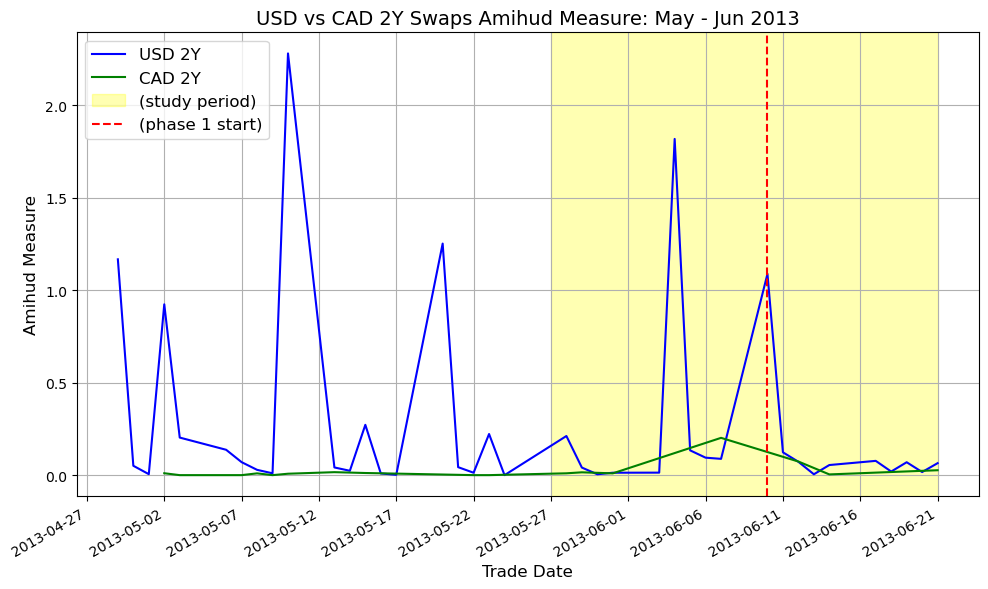 USD vs CAD 2Y Swaps Amihud Measure: May - Jun 2013
USD 2Y
CAD 2Y
(study period)
(phase 1 start)
Amihud Measure
2.0
1.5
1.0
0.5
0.0
2013-04-27
2013-05-02
2013-05-07
2013-05-12
2013-05-17
2013-05-22
2013-05-27
2013-06-01
2013-06-06
2013-06-11
2013-06-16
2013-06-21
Trade Date